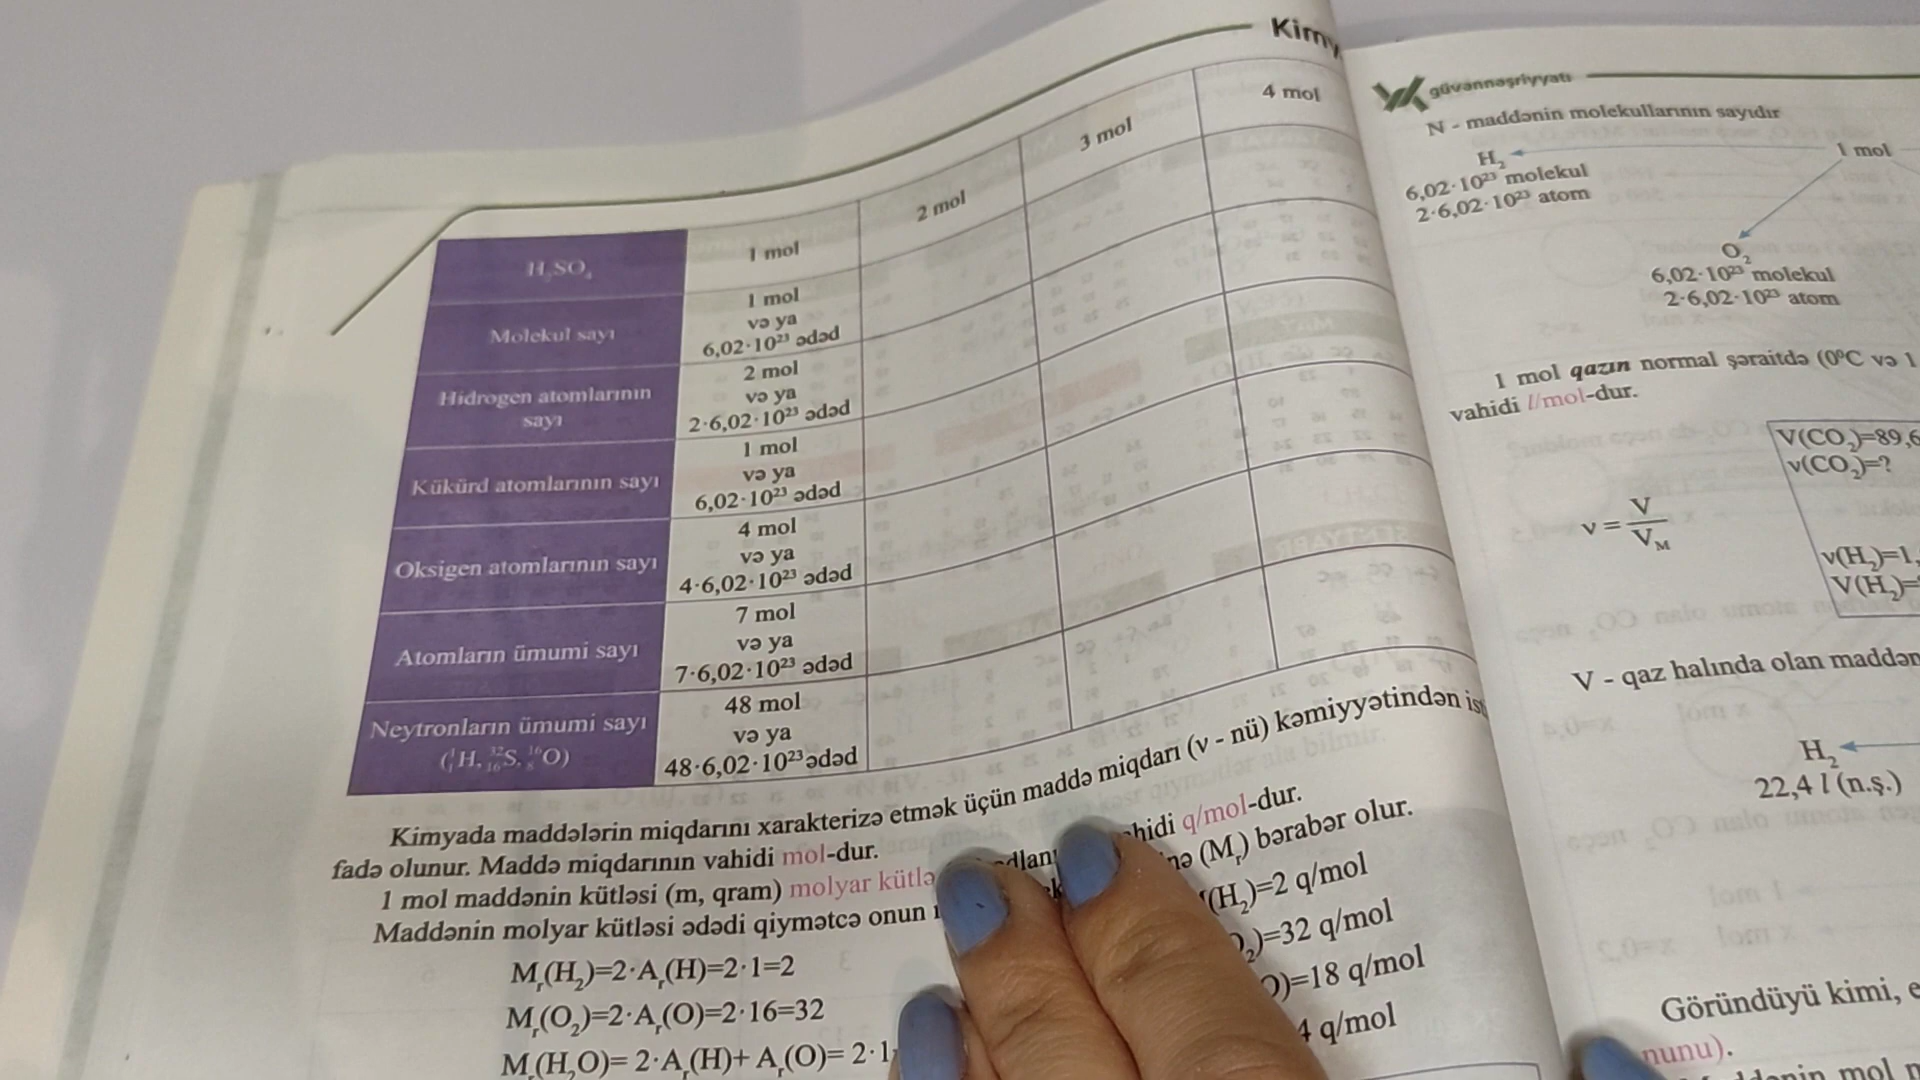 4 mol
3 mol
2 mol
H₂SO₄
1 mol
Molekul sayı
1 mol
və ya
6,02·10²³ ədəd
Hidrogen atomlarının
sayı
2 mol
və ya
2·6,02·10²³ ədəd
Kükürd atomlarının sayı
1 mol
və ya
6,02·10²³ ədəd
Oksigen atomlarının sayı
4 mol
və ya
4·6,02·10²³ ədəd
Atomların ümumi sayı
7 mol
və ya
7·6,02·10²³ ədəd
Neytronların ümumi sayı
(¹₁H, ³²₁₆S, ¹⁶₈O)
48 mol
və ya
48·6,02·10²³ ədəd
Kimyada maddələrin miqdarını xarakterizə etmək üçün maddə miqdarı (ν - nü) kəmiyyətindən
fadə olunur. Maddə miqdarının vahidi mol-dur.
1 mol maddənin kütləsi (m, qram) molyar q/mol-dur.
Maddənin molyar kütləsi ədədi qiymətcə onun (Mᵣ) bərabər olur.
Mᵣ(H₂)=2·Aᵣ(H)=2·1=2
(H₂)=2 q/mol
Mᵣ(O₂)=2·Aᵣ(O)=2·16=32
)=32 q/mol
Mᵣ(H₂O)= 2·Aᵣ(H)+ Aᵣ(O)= 2·1
)=18 q/mol
4 q/mol
güvənnəşriyyatı
N - maddənin molekullarının sayıdır
H₂
1 mol
6,02·10²³ molekul
2·6,02·10²³ atom
O₂
6,02·10²³ molekul
2·6,02·10²³ atom
1 mol qazın normal şəraitdə (0°C və 1
vahidi l/mol-dur.
V(CO₂)=89,6
ν(CO₂)=?
ν = V/V_M
ν(H₂)=1,
V(H₂)=
V - qaz halında olan
H₂
22,4 l (n.ş.)
Göründüyü kimi,
mol